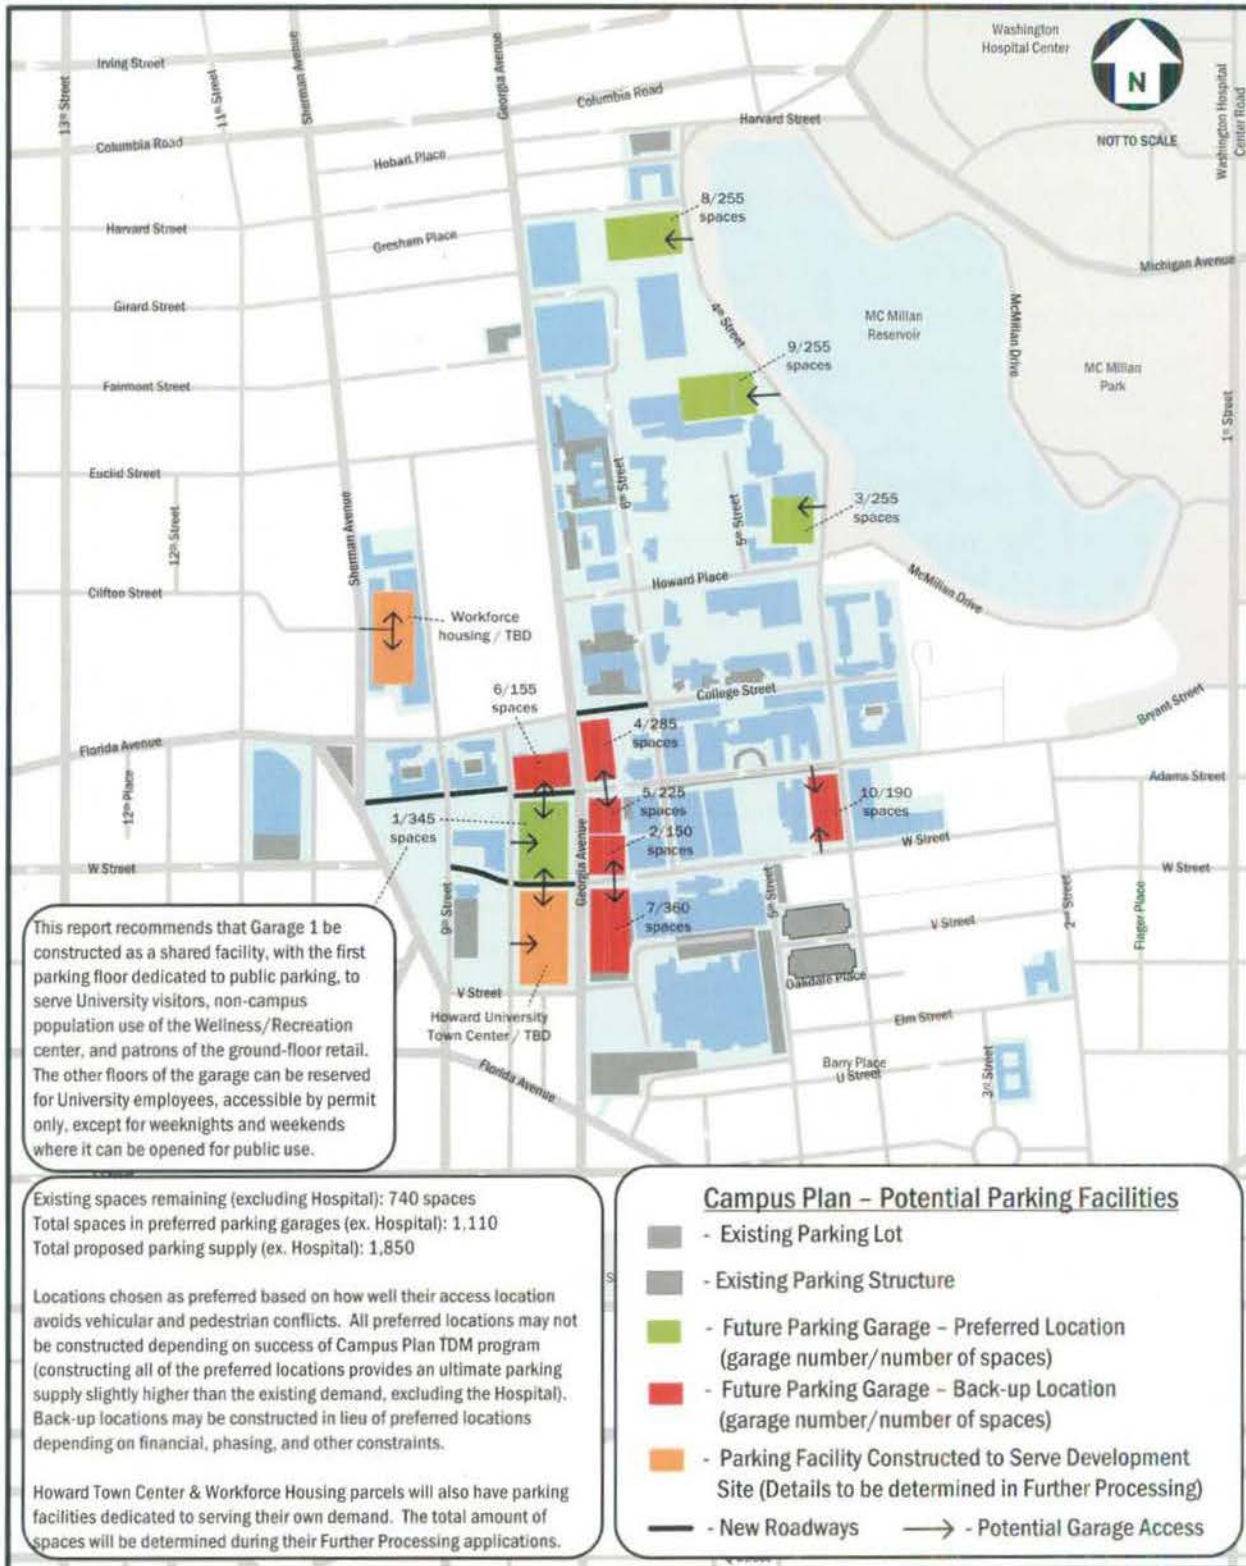 Washington
Hospital Center
N
NOT TO SCALE
Washington Hospital
Center Road
Irving Street
13th Street
11th Street
Sherman Avenue
Georgia Avenue
Columbia Road
Columbia Road
Harvard Street
Hobart Place
8/255
spaces
Harvard Street
Gresham Place
Michigan Avenue
Girard Street
4th Street
MC Millan
Reservoir
McMillan Drive
9/255
spaces
MC Millan
Park
Fairmont Street
1st Street
Euclid Street
6th Street
5th Street
3/255
spaces
12th Street
Sherman Avenue
Howard Place
McMillan Drive
Clifton Street
Workforce
housing / TBD
6/155
spaces
College Street
Bryant Street
4/285
spaces
Florida Avenue
12th Place
Adams Street
5/225
spaces
10/190
spaces
1/345
spaces
2/150
spaces
Georgia Avenue
W Street
W Street
W Street
9th Street
5th Street
2nd Street
Flager Place
7/360
spaces
V Street
Oakdale Place
V Street
Howard University
Town Center / TBD
Elm Street
Florida Avenue
Barry Place
U Street
3rd Street
This report recommends that Garage 1 be
constructed as a shared facility, with the first
parking floor dedicated to public parking, to
serve University visitors, non-campus
population use of the Wellness/Recreation
center, and patrons of the ground-floor retail.
The other floors of the garage can be reserved
for University employees, accessible by permit
only, except for weeknights and weekends
where it can be opened for public use.
Existing spaces remaining (excluding Hospital): 740 spaces
Total spaces in preferred parking garages (ex. Hospital): 1,110
Total proposed parking supply (ex. Hospital): 1,850
Locations chosen as preferred based on how well their access location
avoids vehicular and pedestrian conflicts. All preferred locations may not
be constructed depending on success of Campus Plan TDM program
(constructing all of the preferred locations provides an ultimate parking
supply slightly higher than the existing demand, excluding the Hospital).
Back-up locations may be constructed in lieu of preferred locations
depending on financial, phasing, and other constraints.
Howard Town Center & Workforce Housing parcels will also have parking
facilities dedicated to serving their own demand. The total amount of
spaces will be determined during their Further Processing applications.
Campus Plan – Potential Parking Facilities
- Existing Parking Lot
- Existing Parking Structure
- Future Parking Garage – Preferred Location
(garage number/number of spaces)
- Future Parking Garage – Back-up Location
(garage number/number of spaces)
- Parking Facility Constructed to Serve Development
Site (Details to be determined in Further Processing)
- New Roadways
- Potential Garage Access